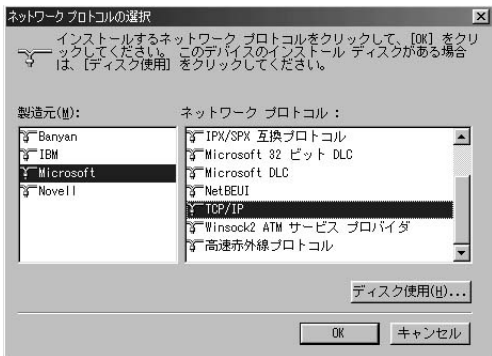 ネットワーク プロトコルの選択
インストールするネットワーク プロトコルをクリックして、[OK] をクリ
ックしてください。 このデバイスのインストール ディスクがある場合
は、[ディスク使用] をクリックしてください。
製造元(M):
ネットワーク プロトコル :
Banyan
IBM
Microsoft
Novell
IPX/SPX 互換プロトコル
Microsoft 32 ビット DLC
Microsoft DLC
NetBEUI
TCP/IP
Winsock2 ATM サービス プロバイダ
高速赤外線プロトコル
ディスク使用(H)...
OK
キャンセル